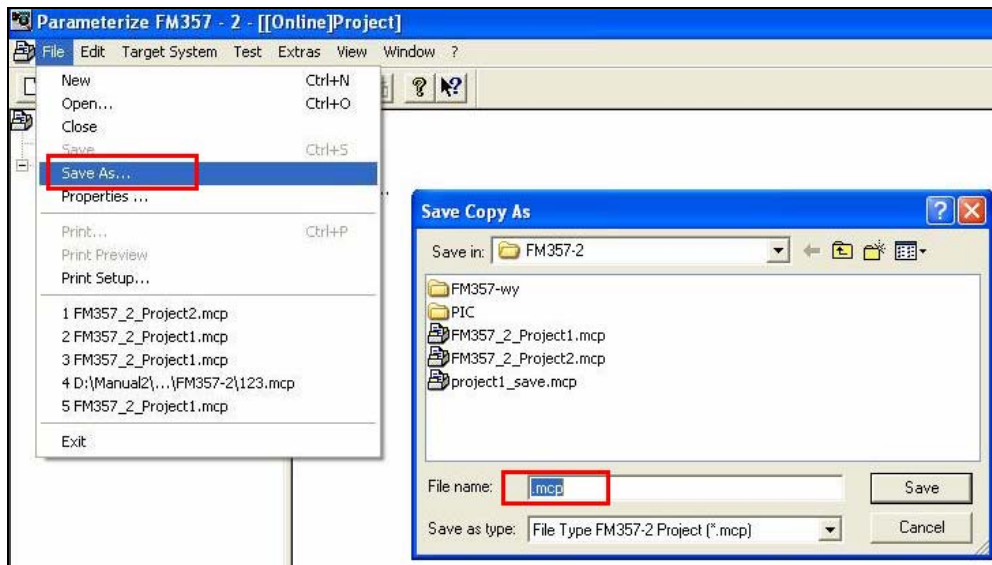 Parameterize FM357 - 2 - [[Online]Project]
File Edit Target System Test Extras View Window ?
New Ctrl+N
Open... Ctrl+O
Close
Save Ctrl+S
Save As...
Properties ...
Print... Ctrl+P
Print Preview
Print Setup...
1 FM357_2_Project2.mcp
2 FM357_2_Project1.mcp
3 FM357_2_Project1.mcp
4 D:\Manual2\...\FM357-2\123.mcp
5 FM357_2_Project1.mcp
Exit
Save Copy As
Save in: FM357-2
FM357-wy
PIC
FM357_2_Project1.mcp
FM357_2_Project2.mcp
project1_save.mcp
File name: .mcp
Save
Save as type: File Type FM357-2 Project (*.mcp)
Cancel